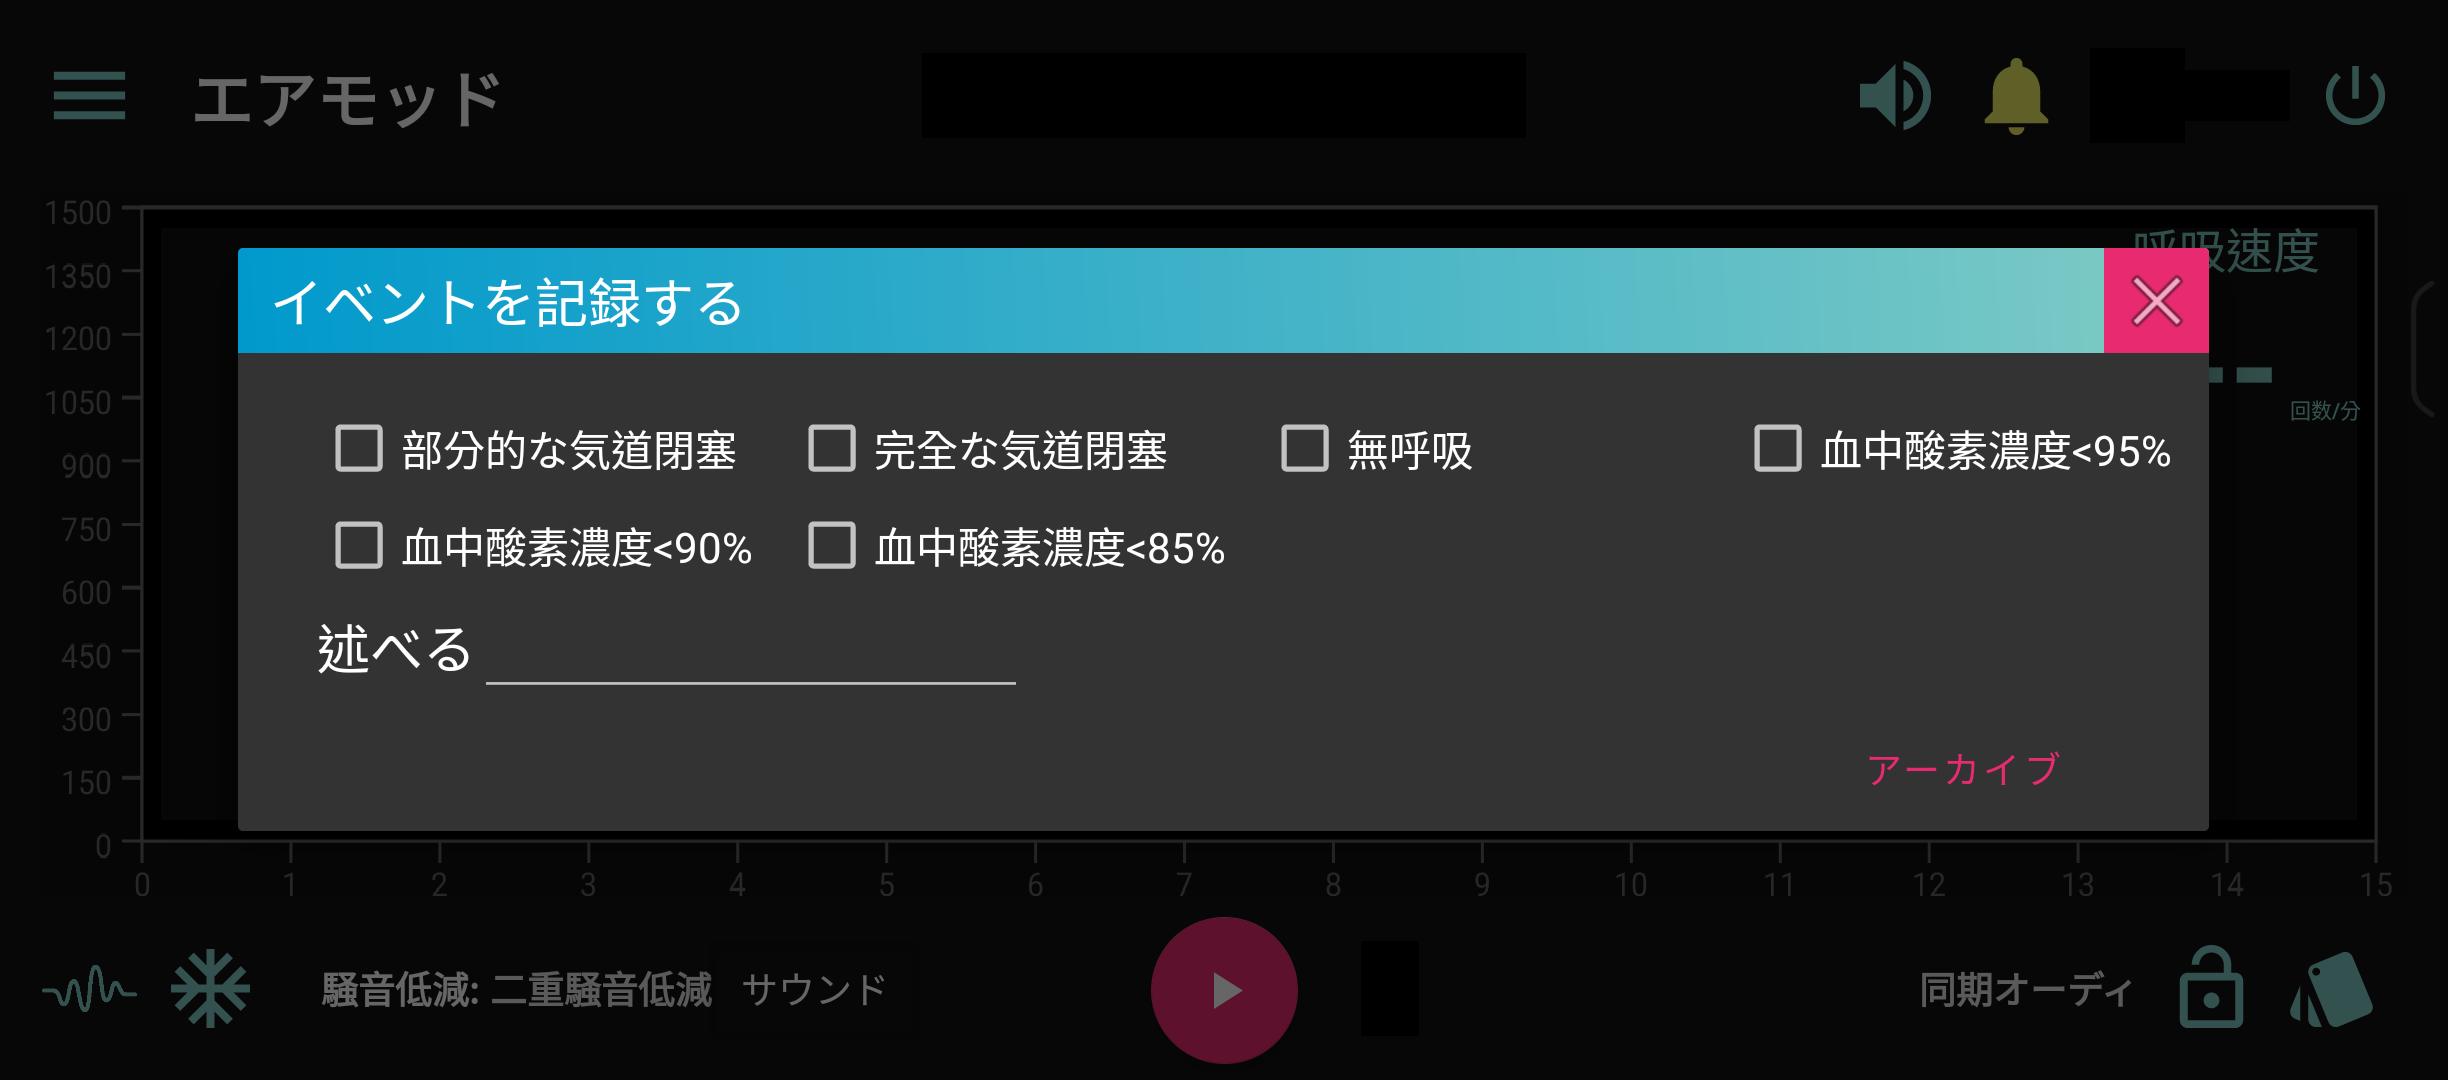 エアモッド
1500
呼吸速度
1350
イベントを記録する
1200
1050
回数/分
900
部分的な気道閉塞 完全な気道閉塞 無呼吸 血中酸素濃度<95%
750
血中酸素濃度<90% 血中酸素濃度<85%
600
450
述べる
300
150
アーカイブ
0
0 1 2 3 4 5 6 7 8 9 10 11 12 13 14 15
騒音低減: 二重騒音低減 サウンド
同期オーディ